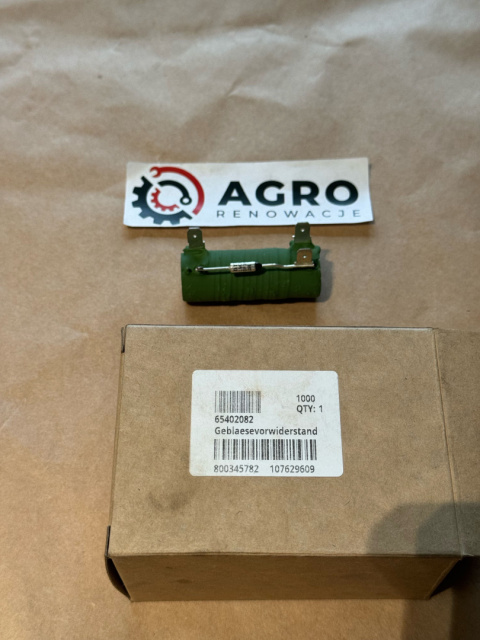 AGRO
RENOWACJE
1000
QTY: 1
65402082
Geblaesevorwiderstand
800345782 107629609